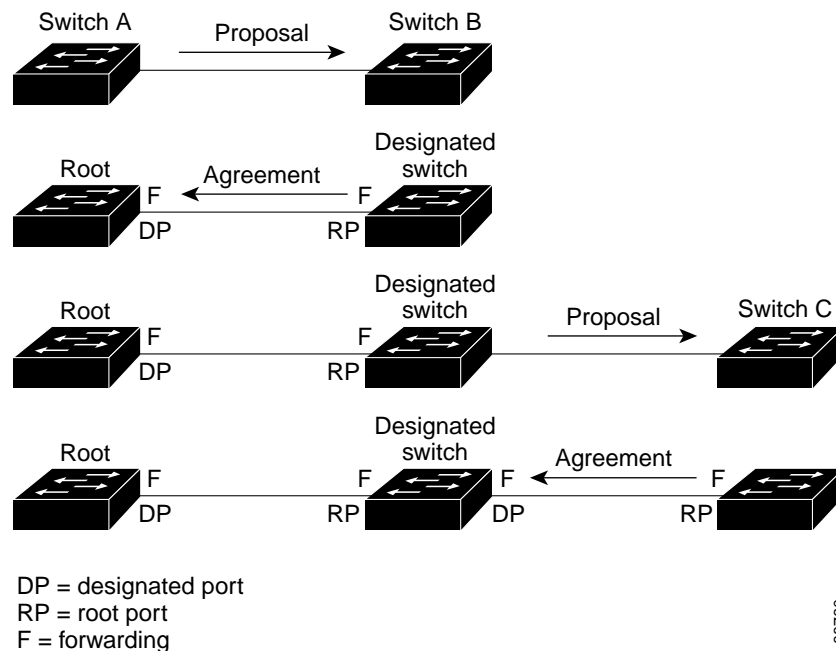 Switch A
Proposal
Switch B
Root
Designated
switch
F
Agreement
F
DP
RP
Root
Designated
switch
Switch C
F
F
Proposal
DP
RP
Root
Designated
switch
F
F
F
Agreement
F
DP
RP
DP
RP
DP = designated port
RP = root port
F = forwarding